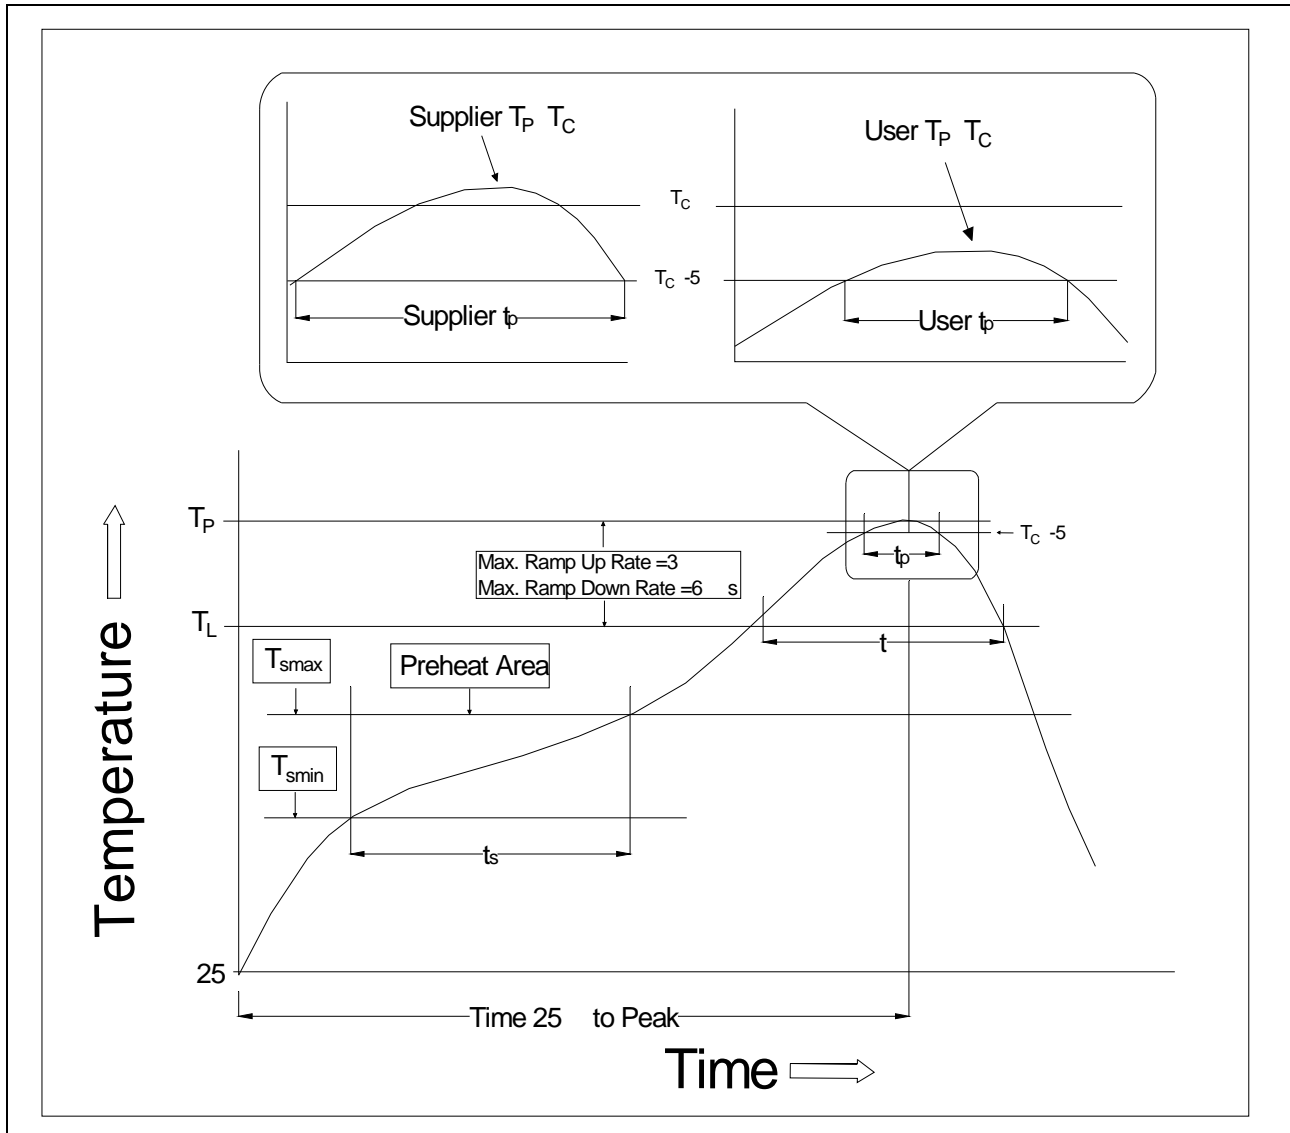 Supplier TP TC
User TP TC
TC
TC -5
Supplier tp
User tp
TP
TC -5
Max. Ramp Up Rate =3
Max. Ramp Down Rate =6 s
tp
TL
t
Tsmax
Preheat Area
Tsmin
ts
Temperature
25
Time 25 to Peak
Time